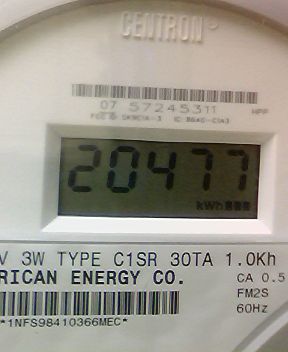 CENTRON®
07 57245311
20477
kWh
V 3W TYPE C1SR 30TA 1.0Kh
RICAN ENERGY CO.
CA 0.5
FM2S
60Hz
*1NFS98410366MEC*